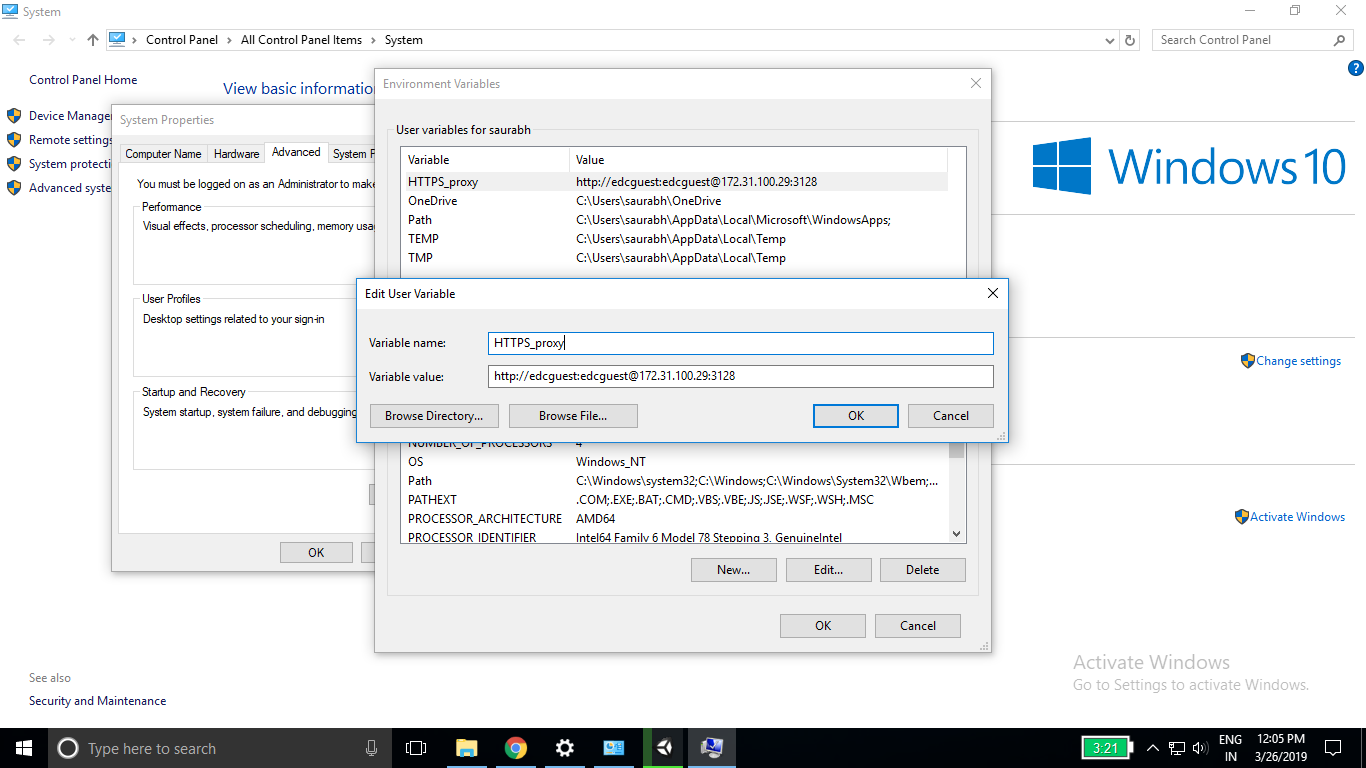 System
Control Panel
All Control Panel Items
System
Search Control Panel
Control Panel Home
View basic informatio
Device Manage
Remote settings
System protecti
Advanced syste
System Properties
Computer Name
Hardware
Advanced
System P
You must be logged on as an Administrator to make
Performance
Visual effects, processor scheduling, memory usa
User Profiles
Desktop settings related to your sign-in
Startup and Recovery
System startup, system failure, and debugging
OK
Environment Variables
User variables for saurabh
Variable Value
HTTPS_proxy http://edcguest:edcguest@172.31.100.29:3128
OneDrive C:\Users\saurabh\OneDrive
Path C:\Users\saurabh\AppData\Local\Microsoft\WindowsApps;
TEMP C:\Users\saurabh\AppData\Local\Temp
TMP C:\Users\saurabh\AppData\Local\Temp
Edit User Variable
Variable name: HTTPS_proxy
Variable value: http://edcguest:edcguest@172.31.100.29:3128
Browse Directory... Browse File... OK Cancel
NUMBER_OF_PROCESSORS 4
OS Windows_NT
Path C:\Windows\system32;C:\Windows;C:\Windows\System32\Wbem;...
PATHEXT .COM;.EXE;.BAT;.CMD;.VBS;.VBE;.JS;.JSE;.WSF;.WSH;.MSC
PROCESSOR_ARCHITECTURE AMD64
PROCESSOR_IDENTIFIER Intel64 Family 6 Model 78 Stepping 3, GenuineIntel
New... Edit... Delete
OK Cancel
Windows 10
Change settings
Activate Windows
See also
Security and Maintenance
Activate Windows
Go to Settings to activate Windows.
Type here to search
3:21
ENG
IN
12:05 PM
3/26/2019